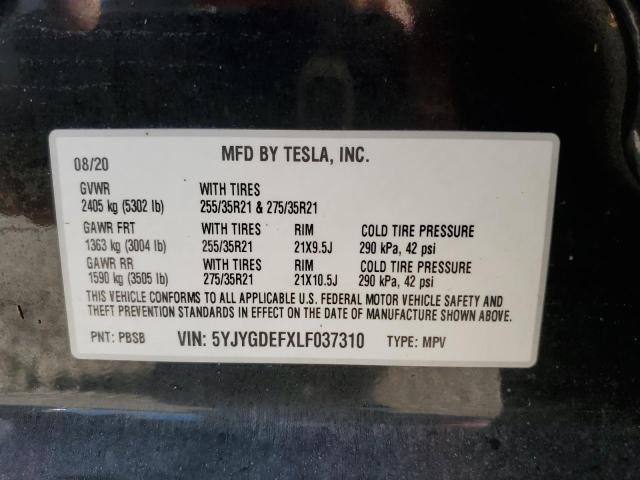 08/20 MFD BY TESLA, INC.
GVWR WITH TIRES
2405 kg (5302 lb) 255/35R21 & 275/35R21
GAWR FRT WITH TIRES RIM COLD TIRE PRESSURE
1363 kg (3004 lb) 255/35R21 21X9.5J 290 kPa, 42 psi
GAWR RR WITH TIRES RIM COLD TIRE PRESSURE
1590 kg (3505 lb) 275/35R21 21X10.5J 290 kPa, 42 psi
THIS VEHICLE CONFORMS TO ALL APPLICABLE U.S. FEDERAL MOTOR VEHICLE SAFETY AND
THEFT PREVENTION STANDARDS IN EFFECT ON THE DATE OF MANUFACTURE SHOWN ABOVE.
PNT: PBSB VIN: 5YJYGDEFXLF037310 TYPE: MPV